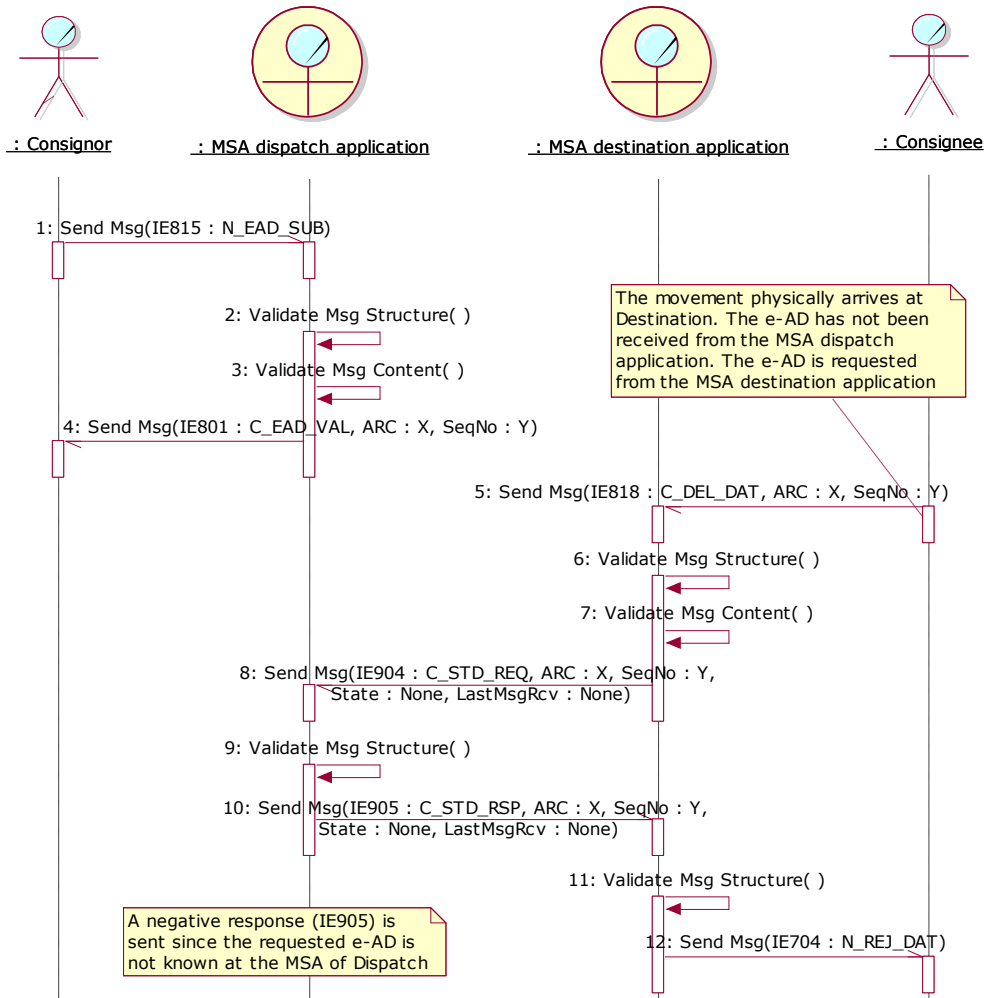 : Consignor
: MSA dispatch application
: MSA destination application
: Consignee
1: Send Msg(IE815 : N_EAD_SUB)
2: Validate Msg Structure( )
The movement physically arrives at
Destination. The e-AD has not been
received from the MSA dispatch
application. The e-AD is requested
from the MSA destination application
3: Validate Msg Content( )
4: Send Msg(IE801 : C_EAD_VAL, ARC : X, SeqNo : Y)
5: Send Msg(IE818 : C_DEL_DAT, ARC : X, SeqNo : Y)
6: Validate Msg Structure( )
7: Validate Msg Content( )
8: Send Msg(IE904 : C_STD_REQ, ARC : X, SeqNo : Y,
State : None, LastMsgRcv : None)
9: Validate Msg Structure( )
10: Send Msg(IE905 : C_STD_RSP, ARC : X, SeqNo : Y,
State : None, LastMsgRcv : None)
11: Validate Msg Structure( )
A negative response (IE905) is
sent since the requested e-AD is
not known at the MSA of Dispatch
12: Send Msg(IE704 : N_REJ_DAT)